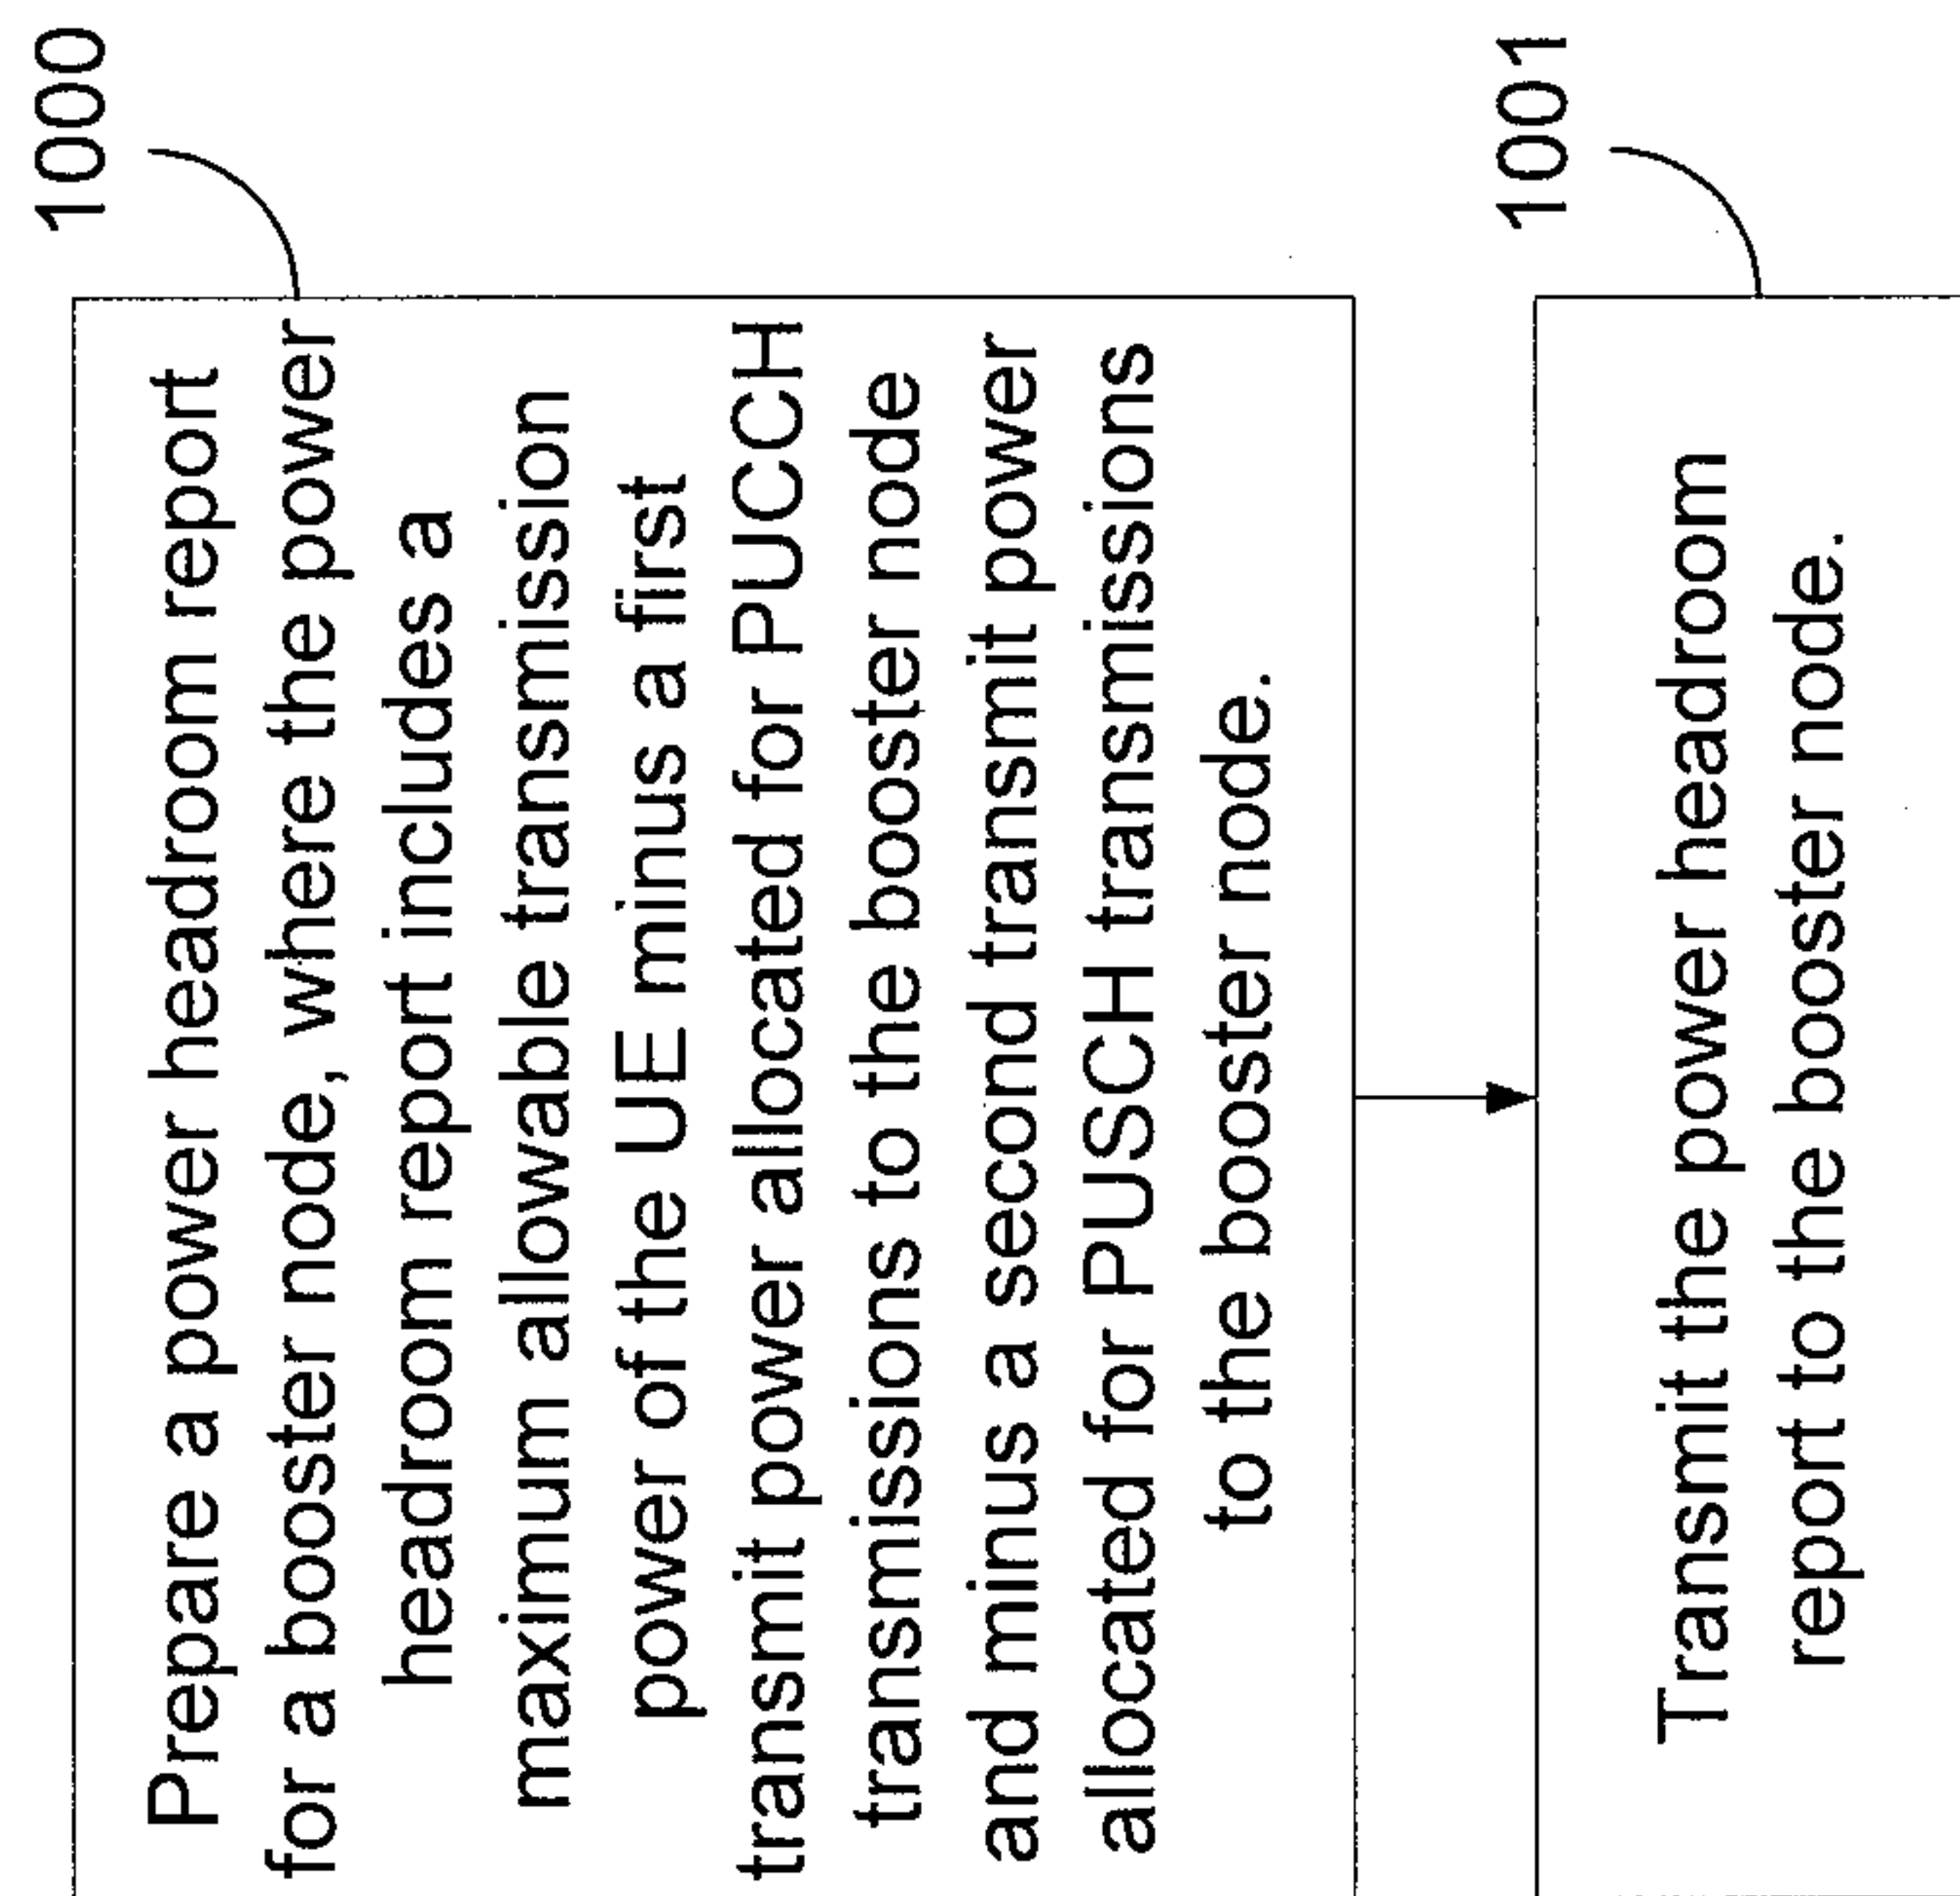 1000
Prepare a power headroom report
for a booster node, where the power
headroom report includes a
maximum allowable transmission
power of the UE minus a first
transmit power allocated for PUCCH
transmissions to the booster node
and minus a second transmit power
allocated for PUSCH transmissions
to the booster node.
1001
Transmit the power headroom
report to the booster node.